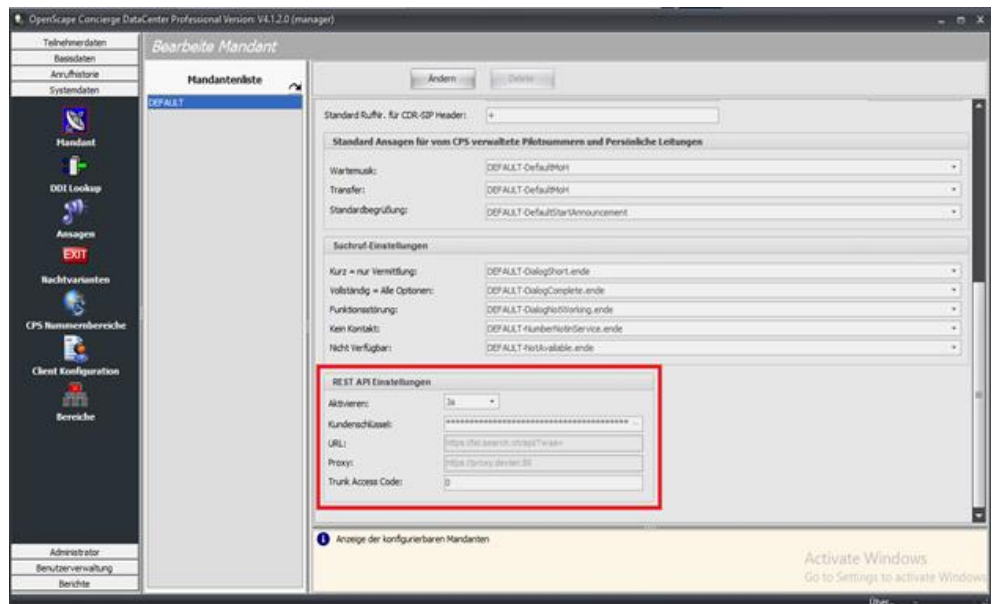 OpenScape Concierge DataCenter Professional Version: V4.1.2.0 (manager)
Teilnehmerdaten
Basisdaten
Anrufhistorie
Systemdaten
Mandant
DDI Lookup
Ansagen
EXIT
Nachtvarianten
CPS Nummernbereiche
Client Konfiguration
Bereiche
Administrator
Benutzerverwaltung
Berichte
Bearbeite Mandant
Mandantenliste
DEFAULT
Ändern
Delete
Standard RufNr. für CDR-SIP Header: +
Standard Ansagen für vom CPS verwaltete Pilotnummern und Persönliche Leitungen
Wartemusik: DEFAULT-DefaultMoH
Transfer: DEFAULT-DefaultMoH
Standardbegrüßung: DEFAULT-DefaultStartAnnouncement
Suchruf-Einstellungen
Kurz = nur Vermittlung: DEFAULT-DialogShort.ende
Vollständig = Alle Optionen: DEFAULT-DialogComplete.ende
Funktionsstörung: DEFAULT-DialogNotWorking.ende
Kein Kontakt: DEFAULT-NumberNotInService.ende
Nicht Verfügbar: DEFAULT-NotAvailable.ende
REST API Einstellungen
Aktivieren: Ja
Kundenschlüssel:
URL:
Proxy:
Trunk Access Code: 0
Anzeige der konfigurierbaren Mandanten
Activate Windows
Go to Settings to activate Windows
Über...